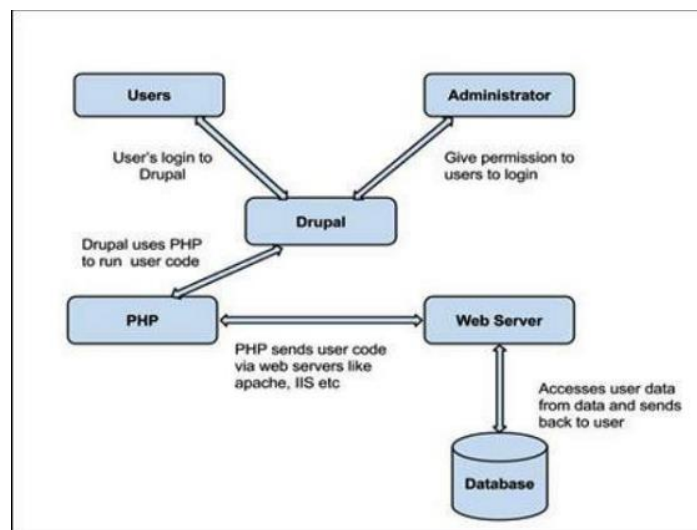 Users
Administrator
User's login to
Drupal
Give permission to
users to login
Drupal
Drupal uses PHP
to run user code
PHP
Web Server
PHP sends user code
via web servers like
apache, IIS etc
Accesses user data
from data and sends
back to user
Database